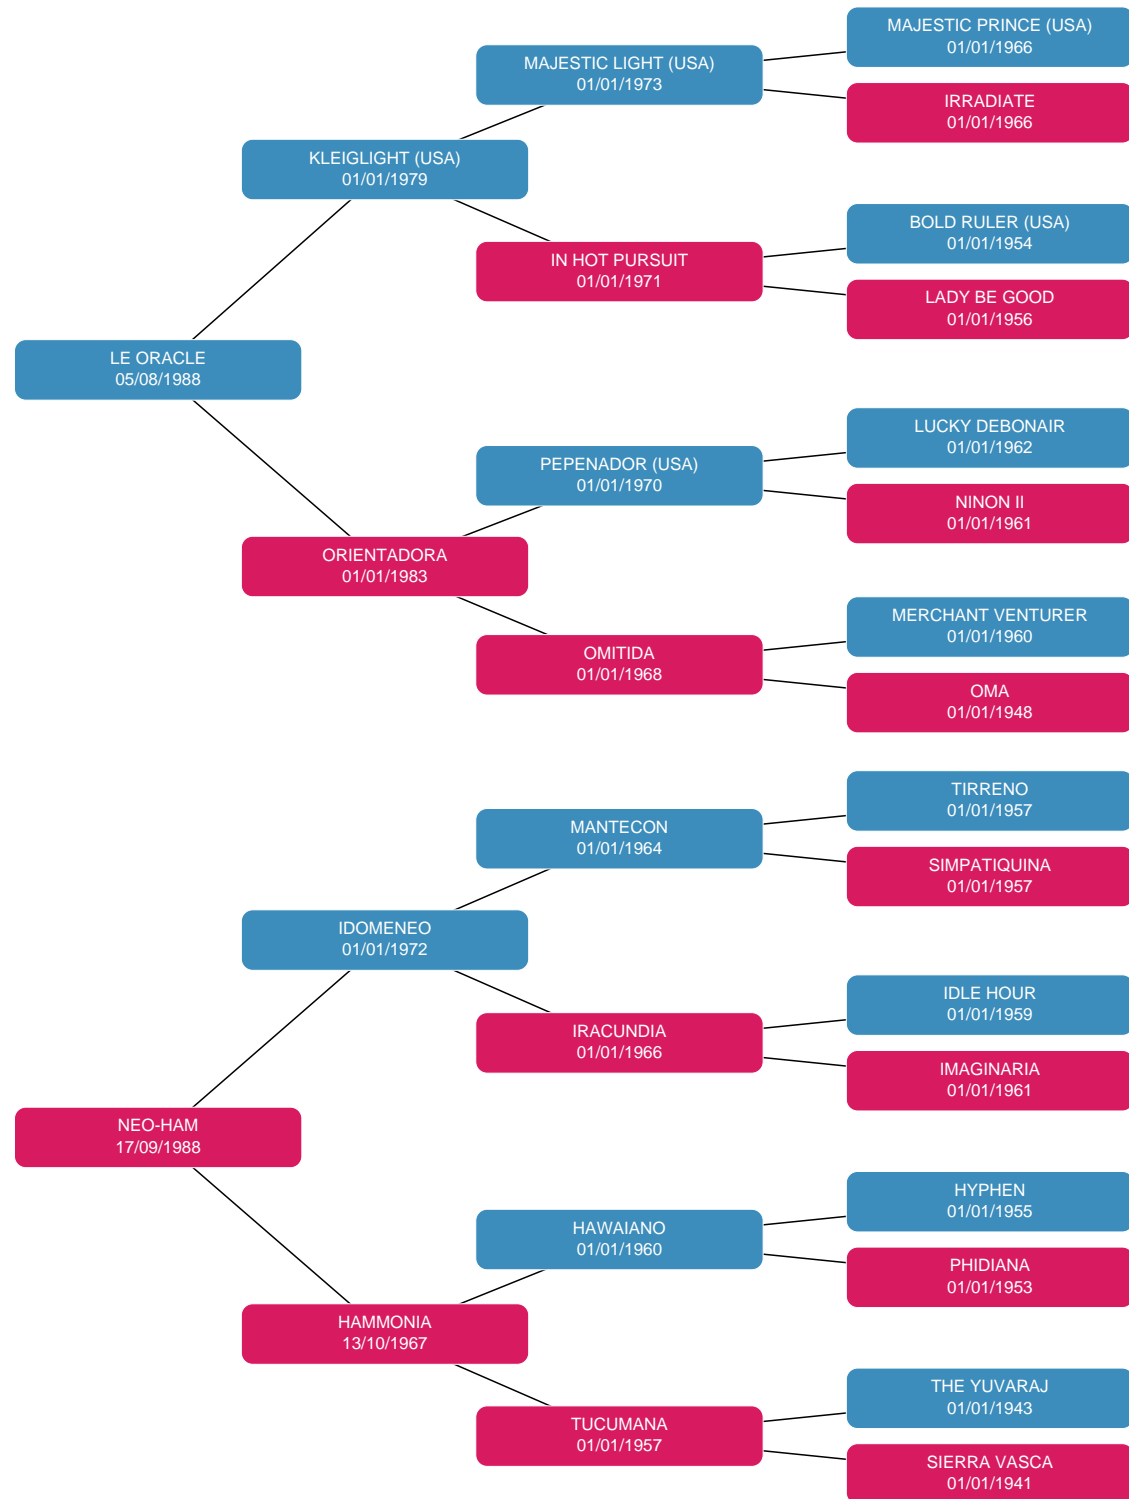 MAJESTIC PRINCE (USA)
01/01/1966
MAJESTIC LIGHT (USA)
01/01/1973
IRRADIATE
01/01/1966
KLEIGLIGHT (USA)
01/01/1979
BOLD RULER (USA)
01/01/1954
IN HOT PURSUIT
01/01/1971
LADY BE GOOD
01/01/1956
LE ORACLE
05/08/1988
LUCKY DEBONAIR
01/01/1962
PEPENADOR (USA)
01/01/1970
NINON II
01/01/1961
ORIENTADORA
01/01/1983
MERCHANT VENTURER
01/01/1960
OMITIDA
01/01/1968
OMA
01/01/1948
TIRRENO
01/01/1957
MANTECON
01/01/1964
SIMPATIQUINA
01/01/1957
IDOMENEO
01/01/1972
IDLE HOUR
01/01/1959
IRACUNDIA
01/01/1966
IMAGINARIA
01/01/1961
NEO-HAM
17/09/1988
HYPHEN
01/01/1955
HAWAIANO
01/01/1960
PHIDIANA
01/01/1953
HAMMONIA
13/10/1967
THE YUVARAJ
01/01/1943
TUCUMANA
01/01/1957
SIERRA VASCA
01/01/1941